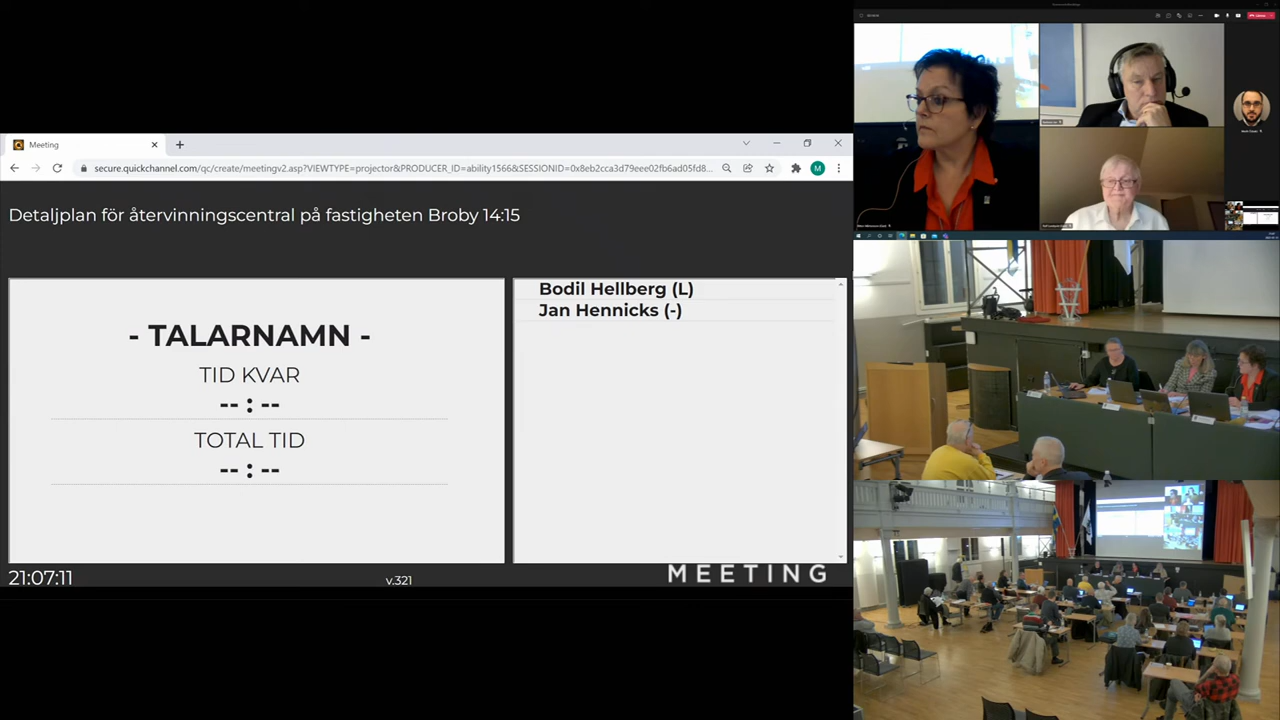 Meeting
secure.quickchannel.com/qc/create/meetingv2.asp?VIEWTYPE=projector&PRODUCER_ID=ability1566&SESSIONID=0x8eb2cca3d79eee02fb6ad05fd8...
M
Detaljplan för återvinningscentral på fastigheten Broby 14:15
- TALARNAMN -
TID KVAR
-- : --
TOTAL TID
-- : --
Bodil Hellberg (L)
Jan Hennicks (-)
21:07:11
v.321
MEETING